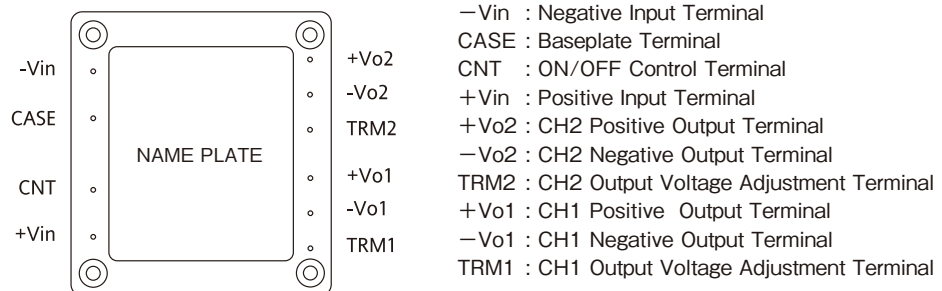 -Vin
CASE
CNT
+Vin
NAME PLATE
+Vo2
-Vo2
TRM2
+Vo1
-Vo1
TRM1
－Vin : Negative Input Terminal
CASE : Baseplate Terminal
CNT : ON/OFF Control Terminal
＋Vin : Positive Input Terminal
＋Vo2 : CH2 Positive Output Terminal
－Vo2 : CH2 Negative Output Terminal
TRM2 : CH2 Output Voltage Adjustment Terminal
＋Vo1 : CH1 Positive Output Terminal
－Vo1 : CH1 Negative Output Terminal
TRM1 : CH1 Output Voltage Adjustment Terminal